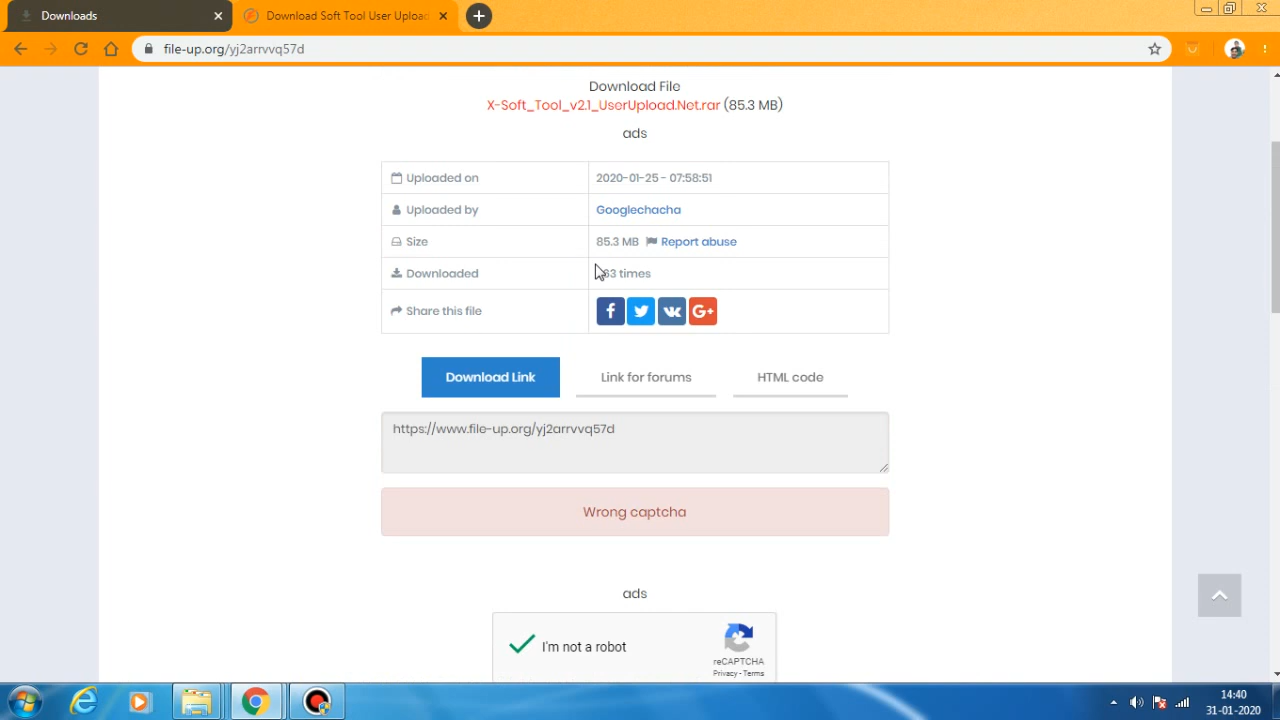 Downloads
Download Soft Tool User Upload
file-up.org/yj2arrvvq57d
Download File
X-Soft_Tool_v2.1_UserUpload.Net.rar (85.3 MB)
ads
Uploaded on 2020-01-25 - 07:58:51
Uploaded by Googlechacha
Size 85.3 MB Report abuse
Downloaded times
Share this file
Download Link Link for forums HTML code
https://www.file-up.org/yj2arrvvq57d
Wrong captcha
ads
I'm not a robot
reCAPTCHA
Privacy - Terms
14:40
31-01-2020